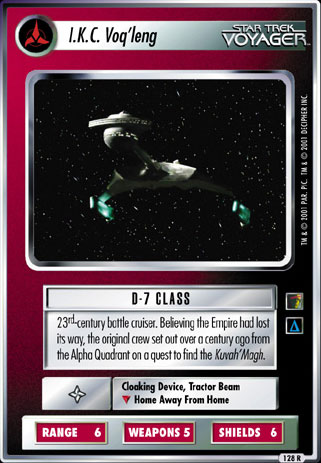 I.K.C. Voq'leng
STAR TREK
VOYAGER™
TM & © 2001 PAR. PIC. TM & © 2001 DECIPHER INC.
D-7 CLASS
23rd-century battle cruiser. Believing the Empire had lost
its way, the original crew set out over a century ago from
the Alpha Quadrant on a quest to find the Kuvah'Magh.
Cloaking Device, Tractor Beam
Home Away From Home
RANGE 6
WEAPONS 5
SHIELDS 6
128 R